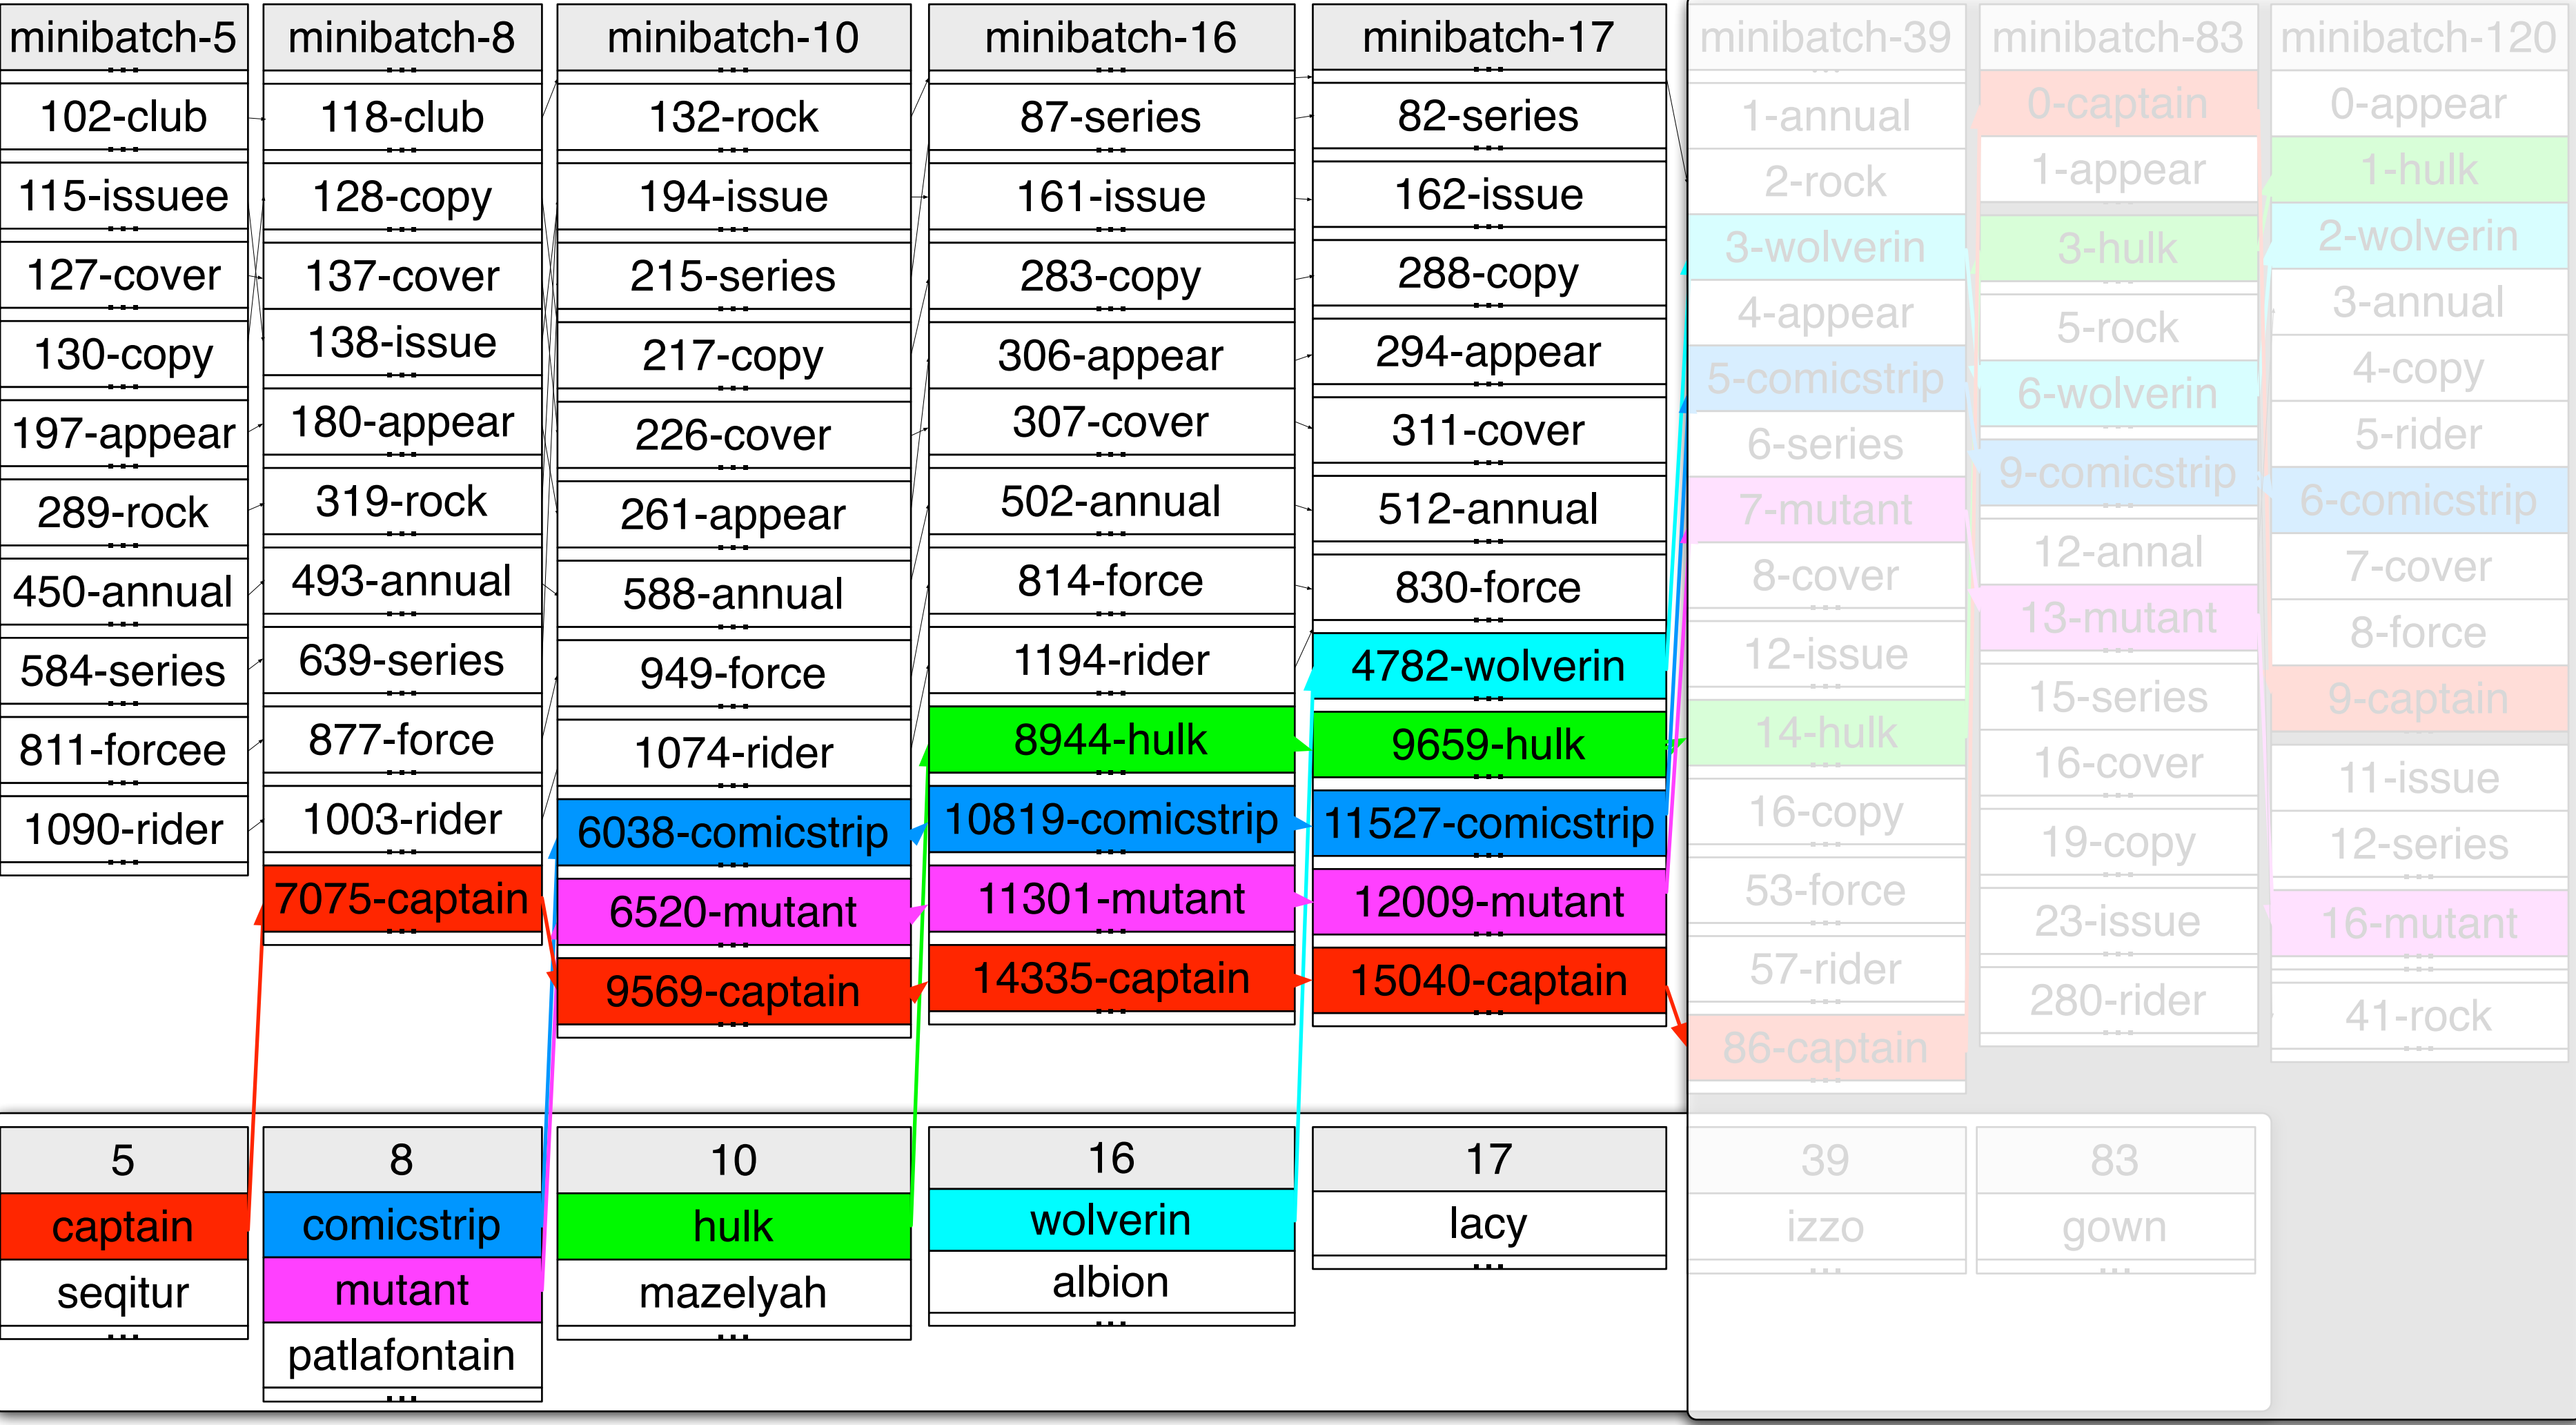 minibatch-5
...
102-club
...
115-issuee
...
127-cover
...
130-copy
...
197-appear
...
289-rock
...
450-annual
...
584-series
...
811-forcee
...
1090-rider
...
minibatch-8
...
118-club
...
128-copy
...
137-cover
138-issue
...
180-appear
...
319-rock
...
493-annual
...
639-series
...
877-force
...
1003-rider
...
7075-captain
...
minibatch-10
...
132-rock
...
194-issue
...
215-series
...
217-copy
...
226-cover
...
261-appear
...
588-annual
...
949-force
...
1074-rider
...
6038-comicstrip
...
6520-mutant
...
9569-captain
...
minibatch-16
...
87-series
...
161-issue
...
283-copy
...
306-appear
307-cover
...
502-annual
...
814-force
...
1194-rider
...
8944-hulk
...
10819-comicstrip
...
11301-mutant
...
14335-captain
...
minibatch-17
...
82-series
...
162-issue
...
288-copy
...
294-appear
...
311-cover
...
512-annual
...
830-force
...
4782-wolverin
...
9659-hulk
...
11527-comicstrip
...
12009-mutant
...
15040-captain
...
minibatch-39
...
1-annual
2-rock
3-wolverin
4-appear
5-comicstrip
6-series
7-mutant
8-cover
...
12-issue
...
14-hulk
...
16-copy
...
53-force
...
57-rider
...
86-captain
...
minibatch-83
0-captain
1-appear
...
3-hulk
...
5-rock
6-wolverin
...
9-comicstrip
...
12-annal
13-mutant
...
15-series
16-cover
...
19-copy
...
23-issue
...
280-rider
...
minibatch-120
0-appear
1-hulk
2-wolverin
3-annual
4-copy
5-rider
6-comicstrip
7-cover
8-force
9-captain
...
11-issue
12-series
...
16-mutant
...
...
41-rock
...
5
captain
seqitur
...
8
comicstrip
mutant
patlafontain
...
10
hulk
mazelyah
...
16
wolverin
albion
...
17
lacy
...
39
izzo
...
83
gown
...